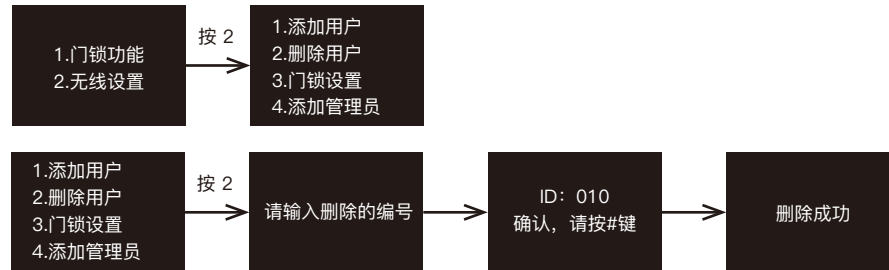 1.门锁功能
2.无线设置
按 2
1.添加用户
2.删除用户
3.门锁设置
4.添加管理员
1.添加用户
2.删除用户
3.门锁设置
4.添加管理员
按 2
请输入删除的编号
ID：010
确认，请按#键
删除成功